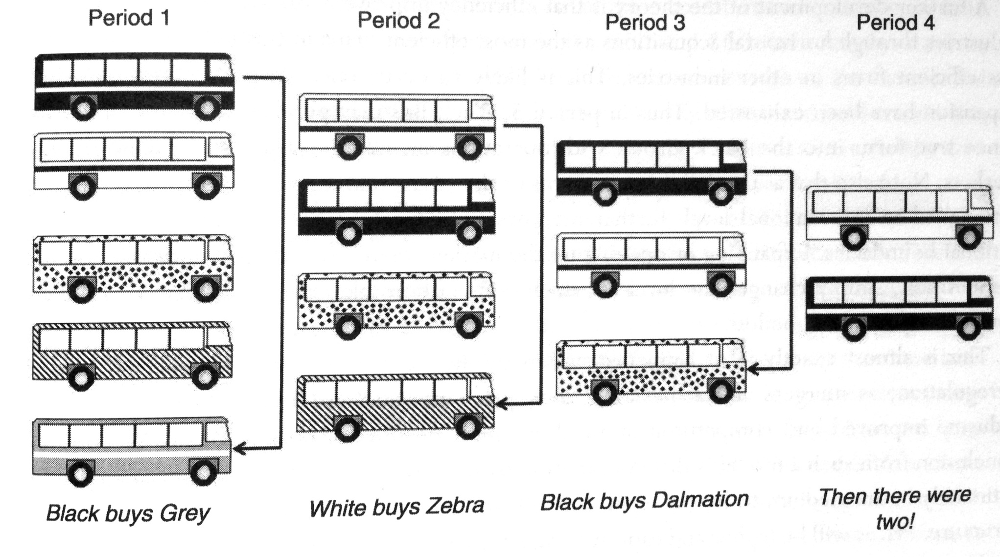 Period 1
Period 2
Period 3
Period 4
Black buys Grey
White buys Zebra
Black buys Dalmation
Then there were
two!